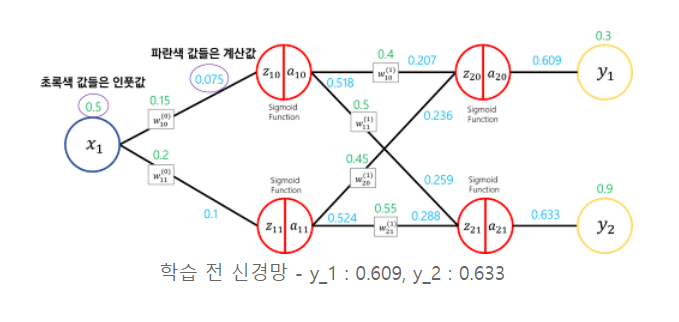 파란색 값들은 계산값
초록색 값들은 인풋값
0.5
x₁
0.15
w₁₀⁽⁰⁾
0.075
0.2
w₁₁⁽⁰⁾
0.1
z₁₀ a₁₀
Sigmoid
Function
0.518
Sigmoid
Function
z₁₁ a₁₁
0.524
0.4
w₁₀⁽¹⁾
0.207
0.5
w₁₁⁽¹⁾
0.236
0.45
w₂₀⁽¹⁾
0.259
0.55
w₂₁⁽¹⁾
0.288
z₂₀ a₂₀
Sigmoid
Function
0.609
Sigmoid
Function
z₂₁ a₂₁
0.633
0.3
y₁
0.9
y₂
학습 전 신경망 - y_1 : 0.609, y_2 : 0.633